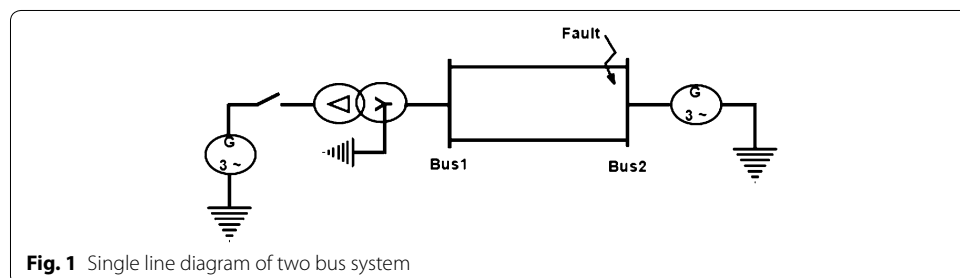 Fault
G
3 ~
Δ
Y
G
3 ~
Bus1
Bus2
Fig. 1 Single line diagram of two bus system